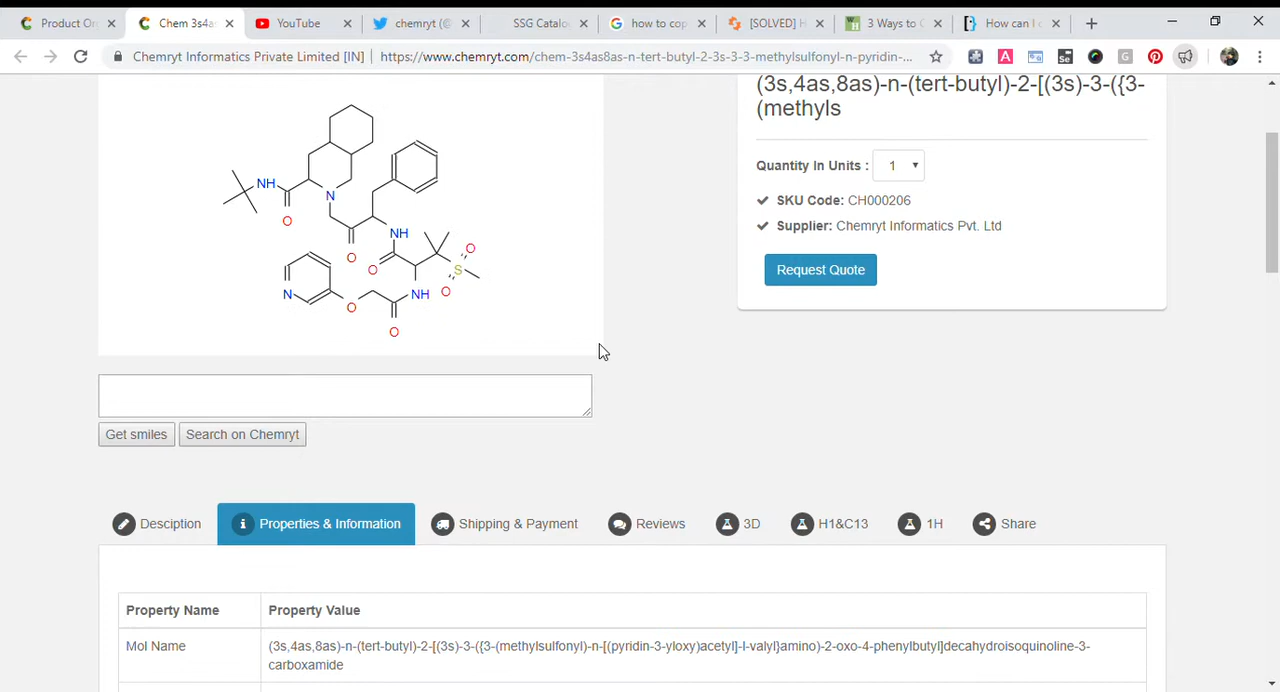 Product Or
Chem 3s4as
YouTube
chemryt (@
SSG Catalo
how to cop
[SOLVED] H
3 Ways to C
How can I c
Chemryt Informatics Private Limited [IN] | https://www.chemryt.com/chem-3s4as8as-n-tert-butyl-2-3s-3-3-methylsulfonyl-n-pyridin-...
(3s,4as,8as)-n-(tert-butyl)-2-[(3s)-3-({3-
(methyls
Quantity In Units : 1
SKU Code: CH000206
Supplier: Chemryt Informatics Pvt. Ltd
Request Quote
NH
O
N
O
NH
O
O
S
O
N
O
NH
O
Get smiles
Search on Chemryt
Desciption
Properties & Information
Shipping & Payment
Reviews
3D
H1&C13
1H
Share
Property Name
Property Value
Mol Name
(3s,4as,8as)-n-(tert-butyl)-2-[(3s)-3-({3-(methylsulfonyl)-n-[(pyridin-3-yloxy)acetyl]-l-valyl}amino)-2-oxo-4-phenylbutyl]decahydroisoquinoline-3-
carboxamide